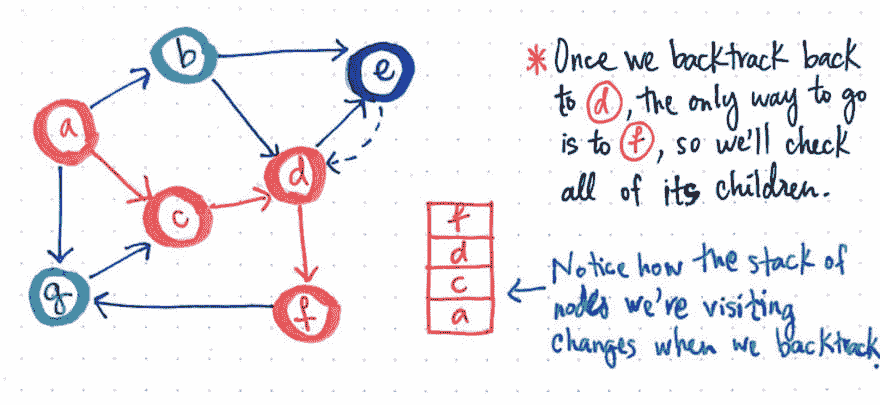 b
e
a
d
c
g
f
* Once we backtrack back
to d, the only way to go
is to f, so we'll check
all of its children.
f
d
c
a
Notice how the stack of
nodes we're visiting
changes when we backtrack.